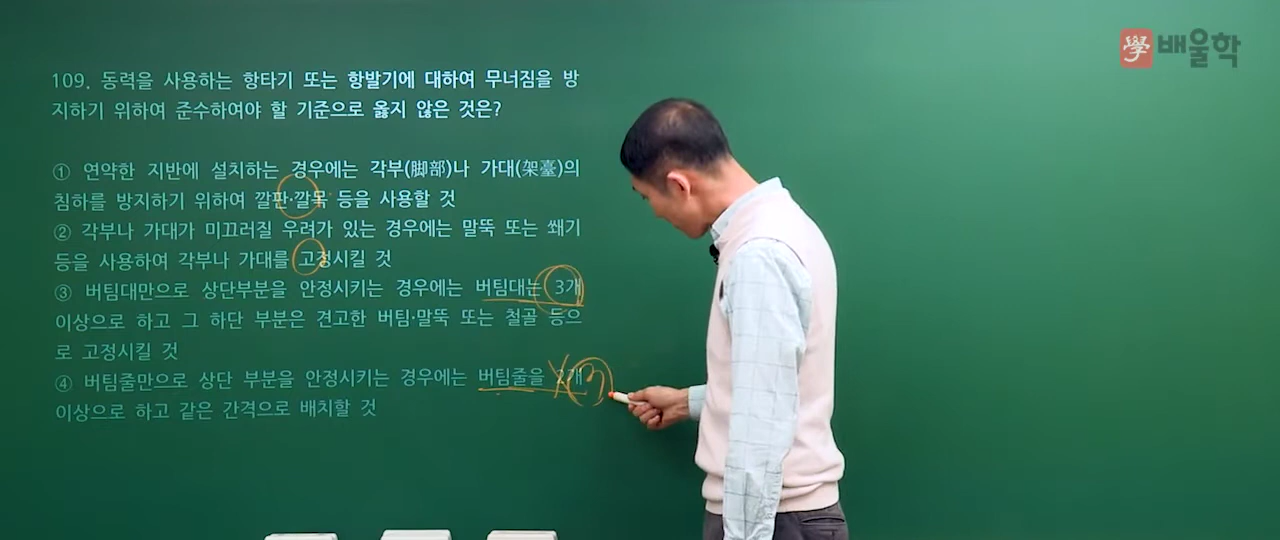 學배울학
109. 동력을 사용하는 항타기 또는 항발기에 대하여 무너짐을 방
지하기 위하여 준수하여야 할 기준으로 옳지 않은 것은?
① 연약한 지반에 설치하는 경우에는 각부(脚部)나 가대(架臺)의
침하를 방지하기 위하여 깔판·깔목 등을 사용할 것
② 각부나 가대가 미끄러질 우려가 있는 경우에는 말뚝 또는 쐐기
등을 사용하여 각부나 가대를 고정시킬 것
③ 버팀대만으로 상단부분을 안정시키는 경우에는 버팀대는 3개
이상으로 하고 그 하단 부분은 견고한 버팀·말뚝 또는 철골 등으
로 고정시킬 것
④ 버팀줄만으로 상단 부분을 안정시키는 경우에는 버팀줄을 2개 3
이상으로 하고 같은 간격으로 배치할 것